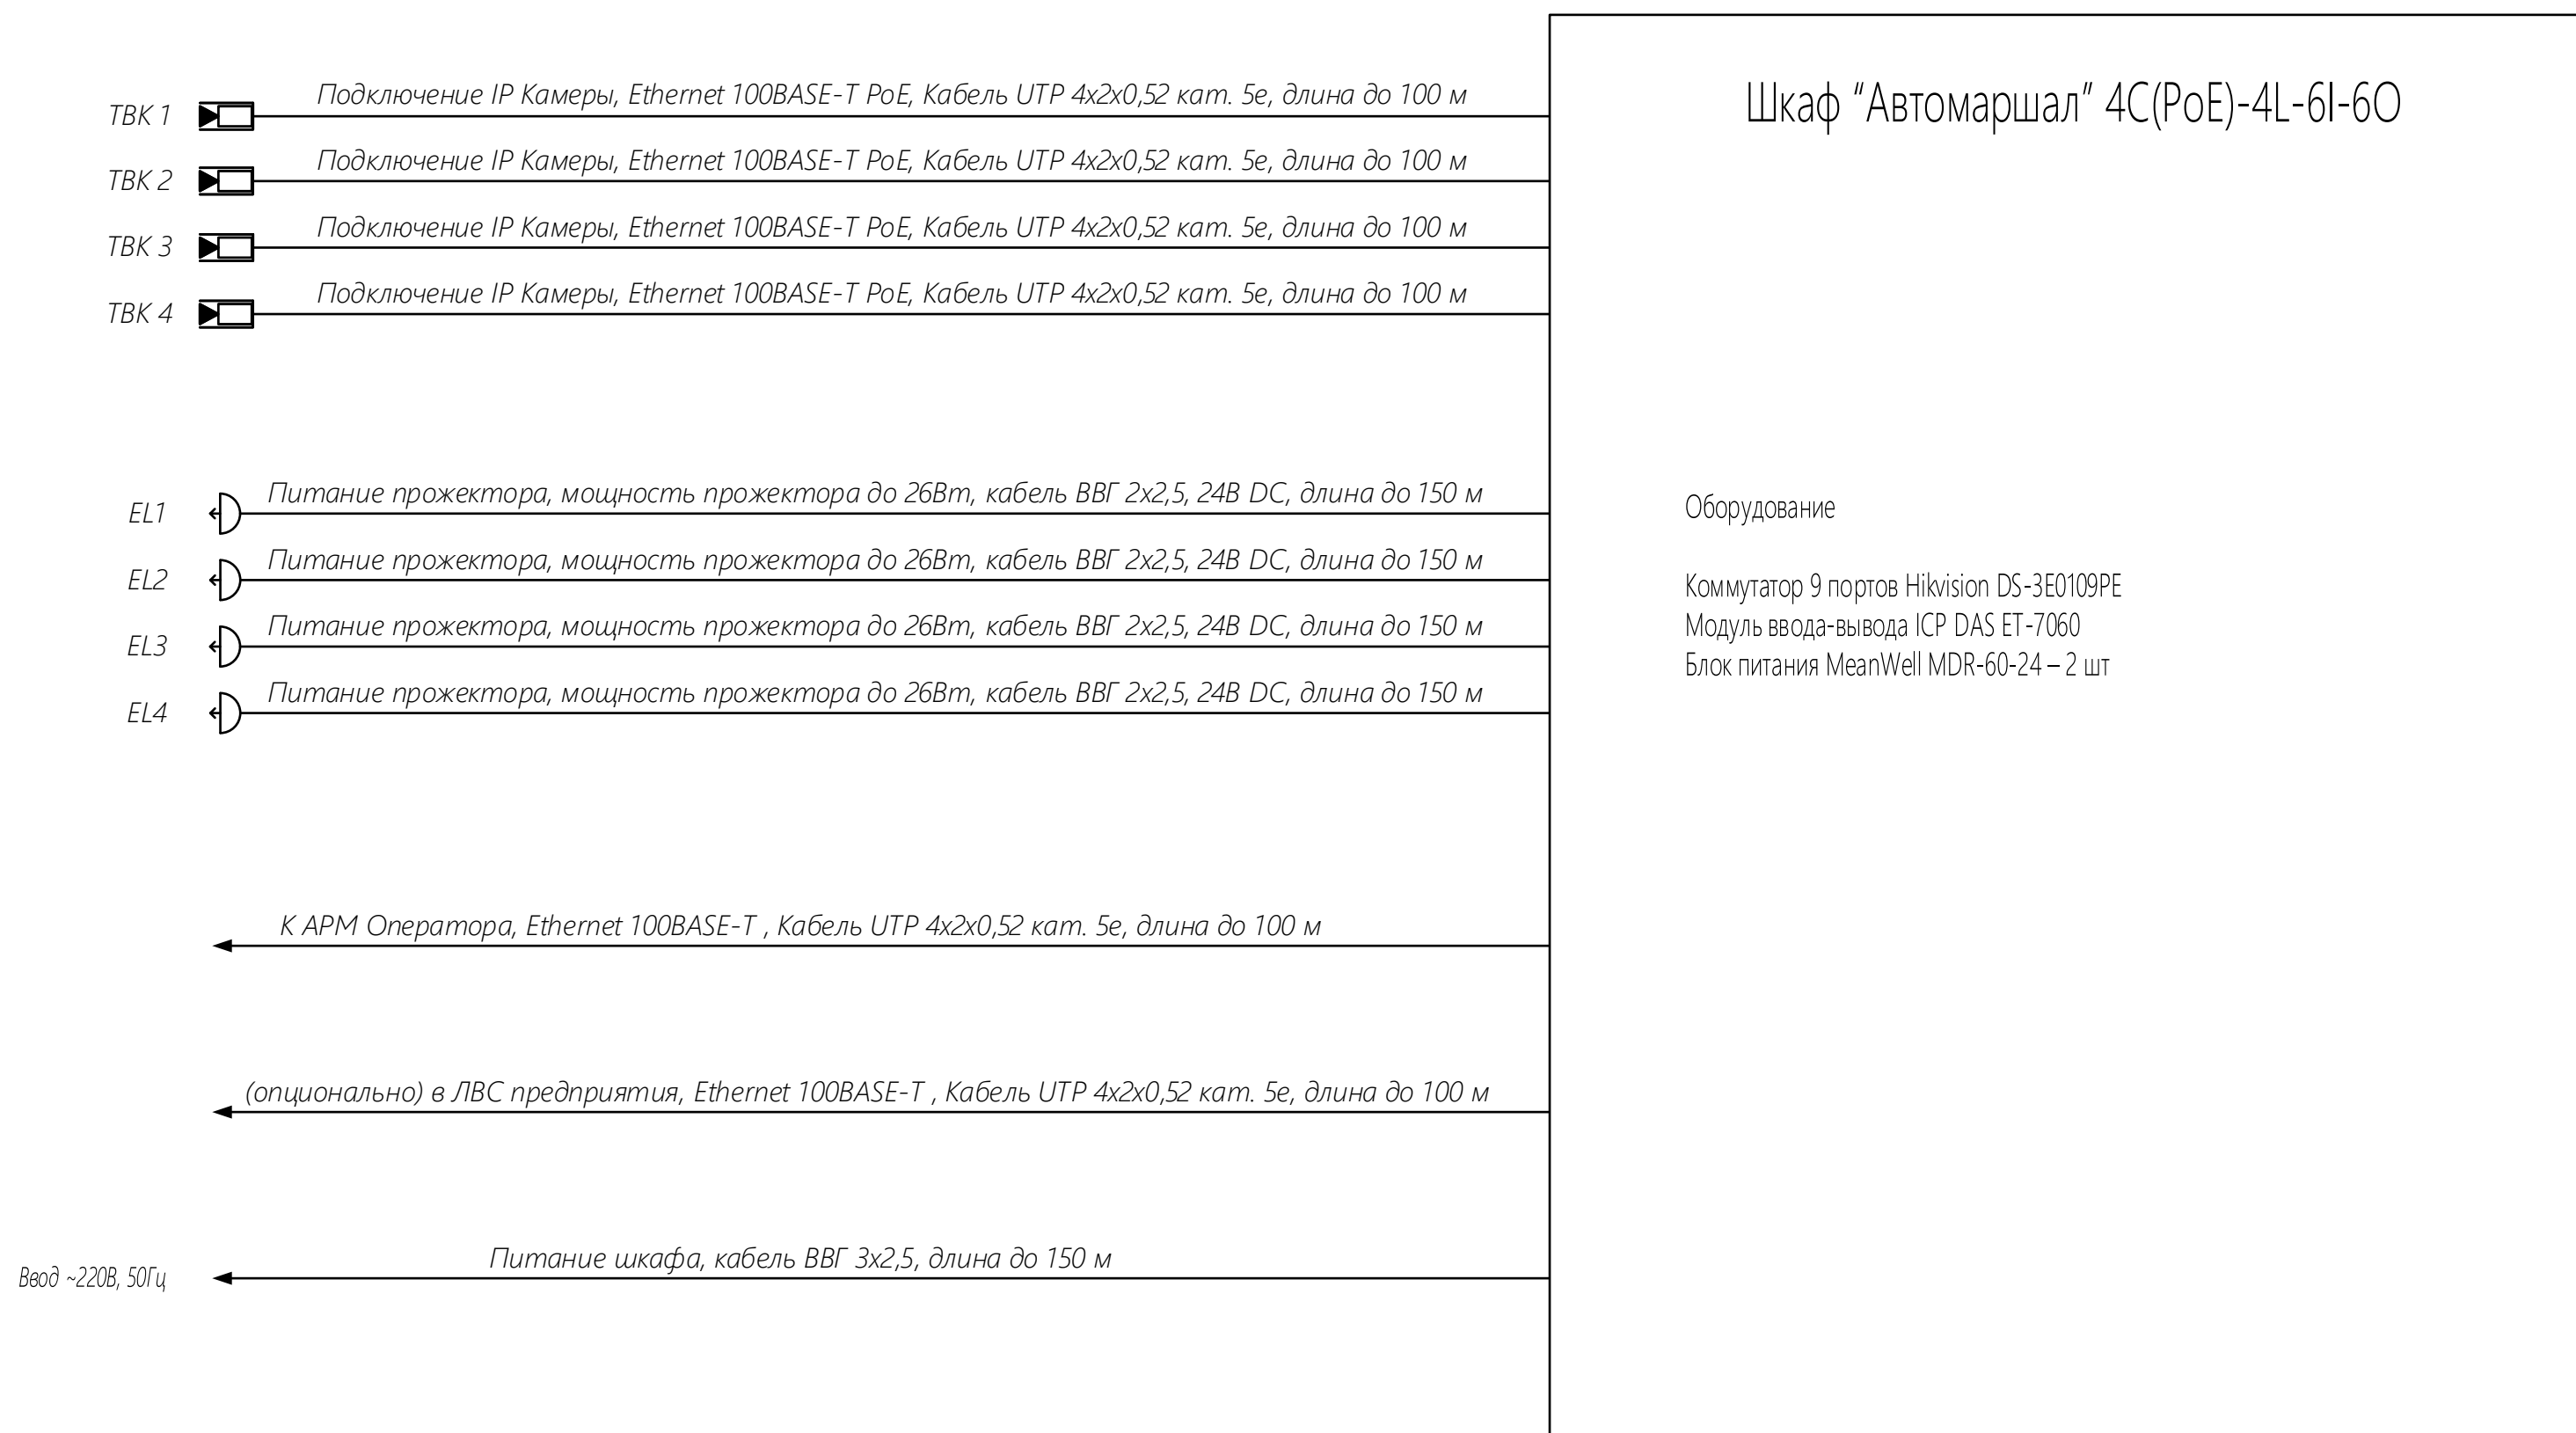 Шкаф “Автомаршал” 4C(PoE)-4L-6I-6O
ТВК 1
Подключение IP Камеры, Ethernet 100BASE-T PoE, Кабель UTP 4x2x0,52 кат. 5е, длина до 100 м
ТВК 2
Подключение IP Камеры, Ethernet 100BASE-T PoE, Кабель UTP 4x2x0,52 кат. 5е, длина до 100 м
ТВК 3
Подключение IP Камеры, Ethernet 100BASE-T PoE, Кабель UTP 4x2x0,52 кат. 5е, длина до 100 м
ТВК 4
Подключение IP Камеры, Ethernet 100BASE-T PoE, Кабель UTP 4x2x0,52 кат. 5е, длина до 100 м
EL1
Питание прожектора, мощность прожектора до 26Вт, кабель ВВГ 2х2,5, 24В DC, длина до 150 м
EL2
Питание прожектора, мощность прожектора до 26Вт, кабель ВВГ 2х2,5, 24В DC, длина до 150 м
EL3
Питание прожектора, мощность прожектора до 26Вт, кабель ВВГ 2х2,5, 24В DC, длина до 150 м
EL4
Питание прожектора, мощность прожектора до 26Вт, кабель ВВГ 2х2,5, 24В DC, длина до 150 м
Оборудование
Коммутатор 9 портов Hikvision DS-3E0109PE
Модуль ввода-вывода ICP DAS ET-7060
Блок питания MeanWell MDR-60-24 – 2 шт
К АРМ Оператора, Ethernet 100BASE-T , Кабель UTP 4x2x0,52 кат. 5е, длина до 100 м
(опционально) в ЛВС предприятия, Ethernet 100BASE-T , Кабель UTP 4x2x0,52 кат. 5е, длина до 100 м
Ввод ~220В, 50Гц
Питание шкафа, кабель ВВГ 3х2,5, длина до 150 м